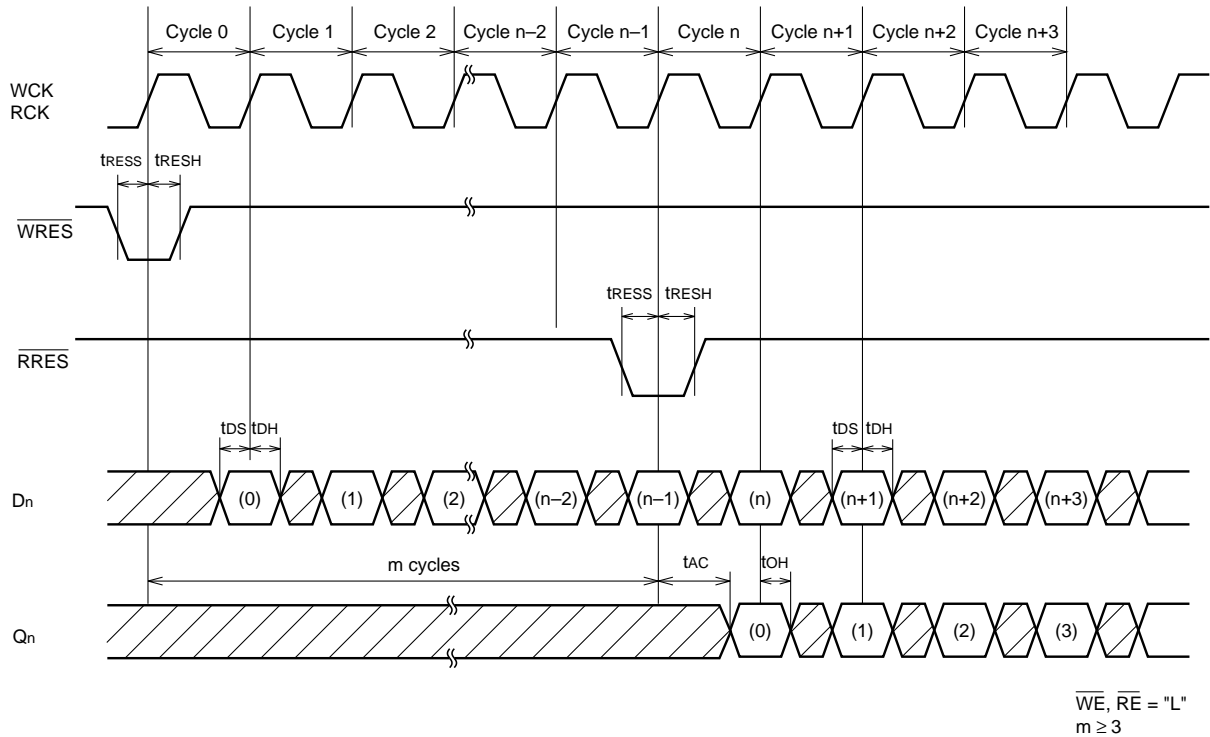 Cycle 0 Cycle 1 Cycle 2 Cycle n–2 Cycle n–1 Cycle n Cycle n+1 Cycle n+2 Cycle n+3
WCK
RCK
tRESS tRESH
WRES
tRESS tRESH
RRES
tDS tDH tDS tDH
Dn (0) (1) (2) (n–2) (n–1) (n) (n+1) (n+2) (n+3)
m cycles tAC tOH
Qn (0) (1) (2) (3)
WE, RE = "L"
m ≥ 3